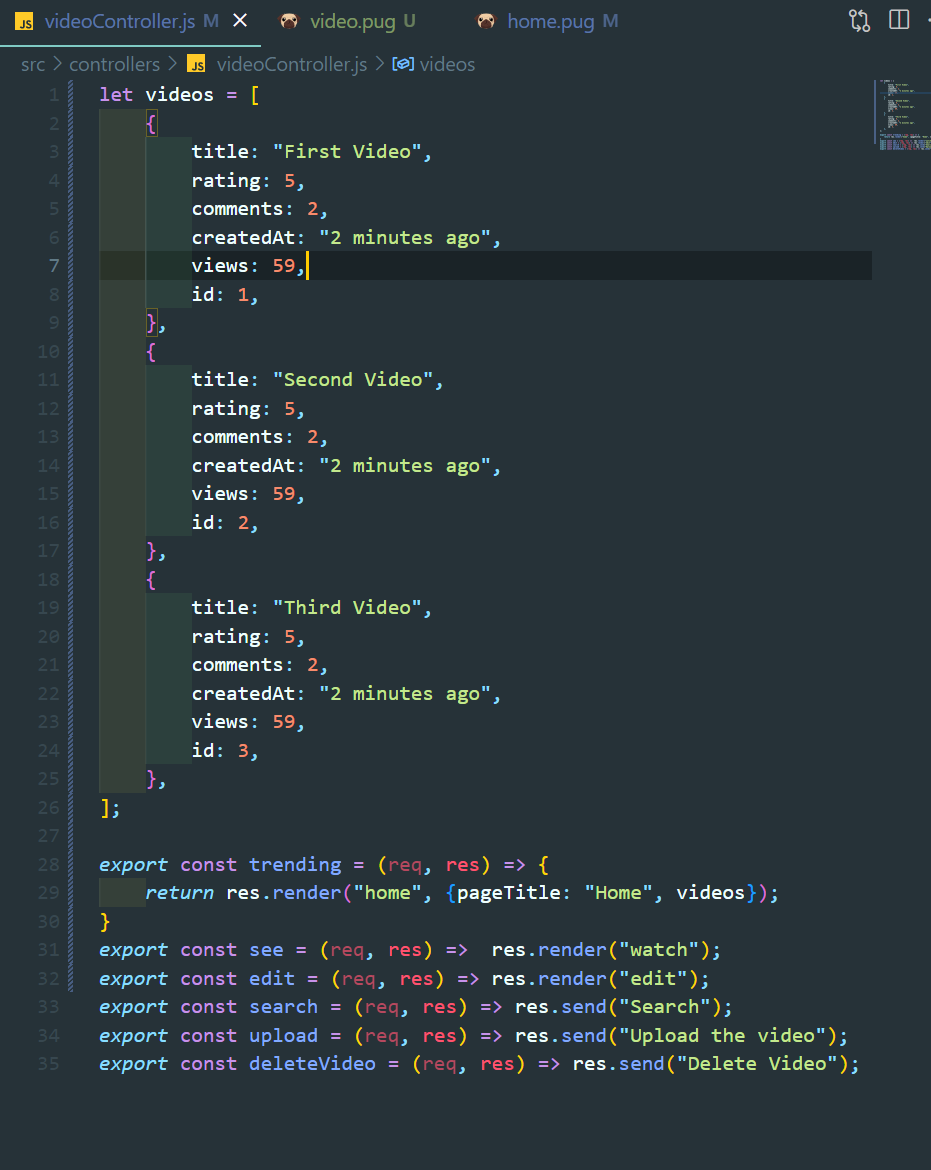 JS videoController.js M × video.pug U home.pug M
src > controllers > JS videoController.js > videos
1 let videos = [
2 {
3 title: "First Video",
4 rating: 5,
5 comments: 2,
6 createdAt: "2 minutes ago",
7 views: 59,
8 id: 1,
9 },
10 {
11 title: "Second Video",
12 rating: 5,
13 comments: 2,
14 createdAt: "2 minutes ago",
15 views: 59,
16 id: 2,
17 },
18 {
19 title: "Third Video",
20 rating: 5,
21 comments: 2,
22 createdAt: "2 minutes ago",
23 views: 59,
24 id: 3,
25 },
26 ];
27
28 export const trending = (req, res) => {
29 return res.render("home", {pageTitle: "Home", videos});
30 }
31 export const see = (req, res) =>  res.render("watch");
32 export const edit = (req, res) => res.render("edit");
33 export const search = (req, res) => res.send("Search");
34 export const upload = (req, res) => res.send("Upload the video");
35 export const deleteVideo = (req, res) => res.send("Delete Video");